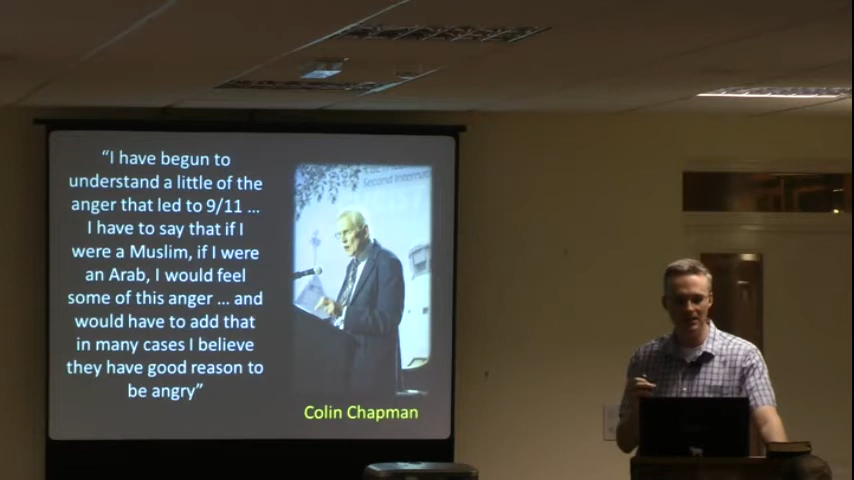 “I have begun to
understand a little of the
anger that led to 9/11 ...
I have to say that if I
were a Muslim, if I were
an Arab, I would feel
some of this anger ... and
would have to add that
in many cases I believe
they have good reason to
be angry”
Second Internat
Colin Chapman